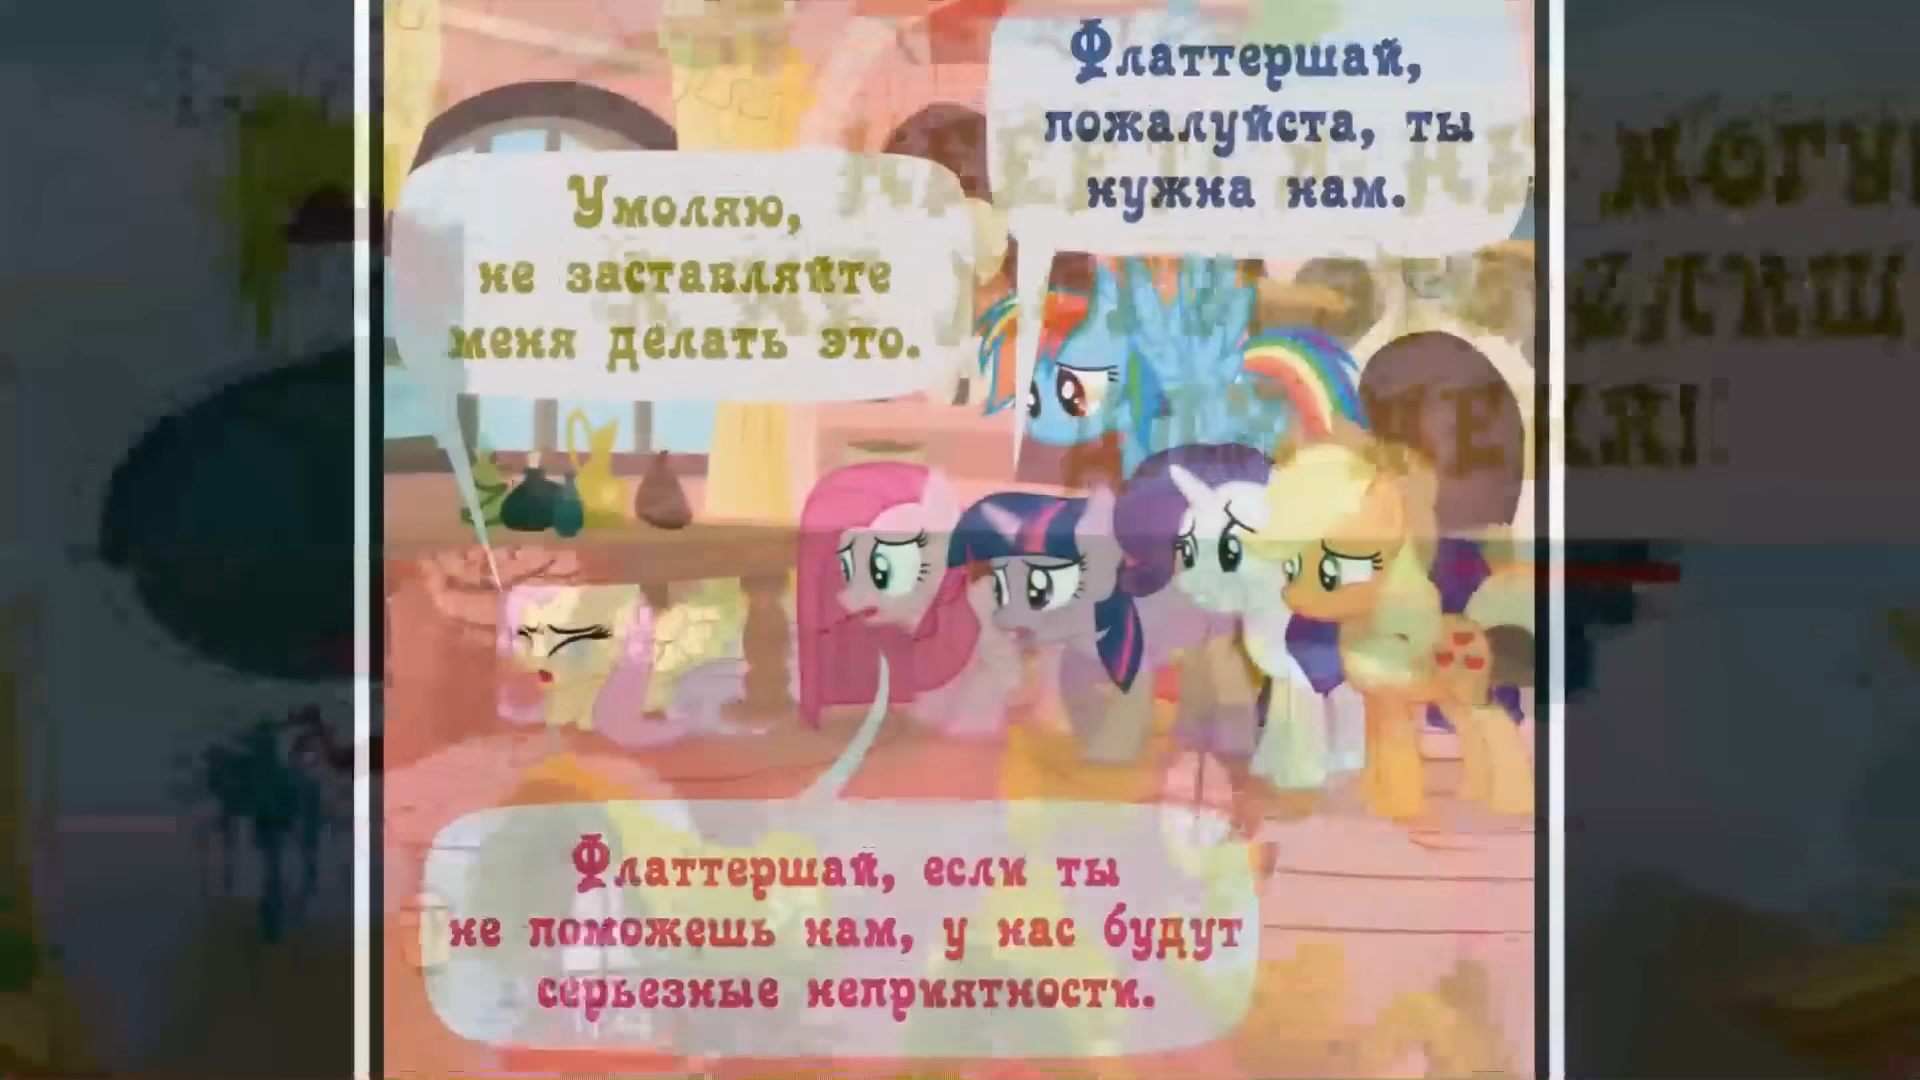 Флаттершай,
пожалуйста, ты
нужна нам.
Умоляю,
не заставляйте
меня делать это.
Флаттершай, если ты
не поможешь нам, у нас будут
серьезные неприятности.